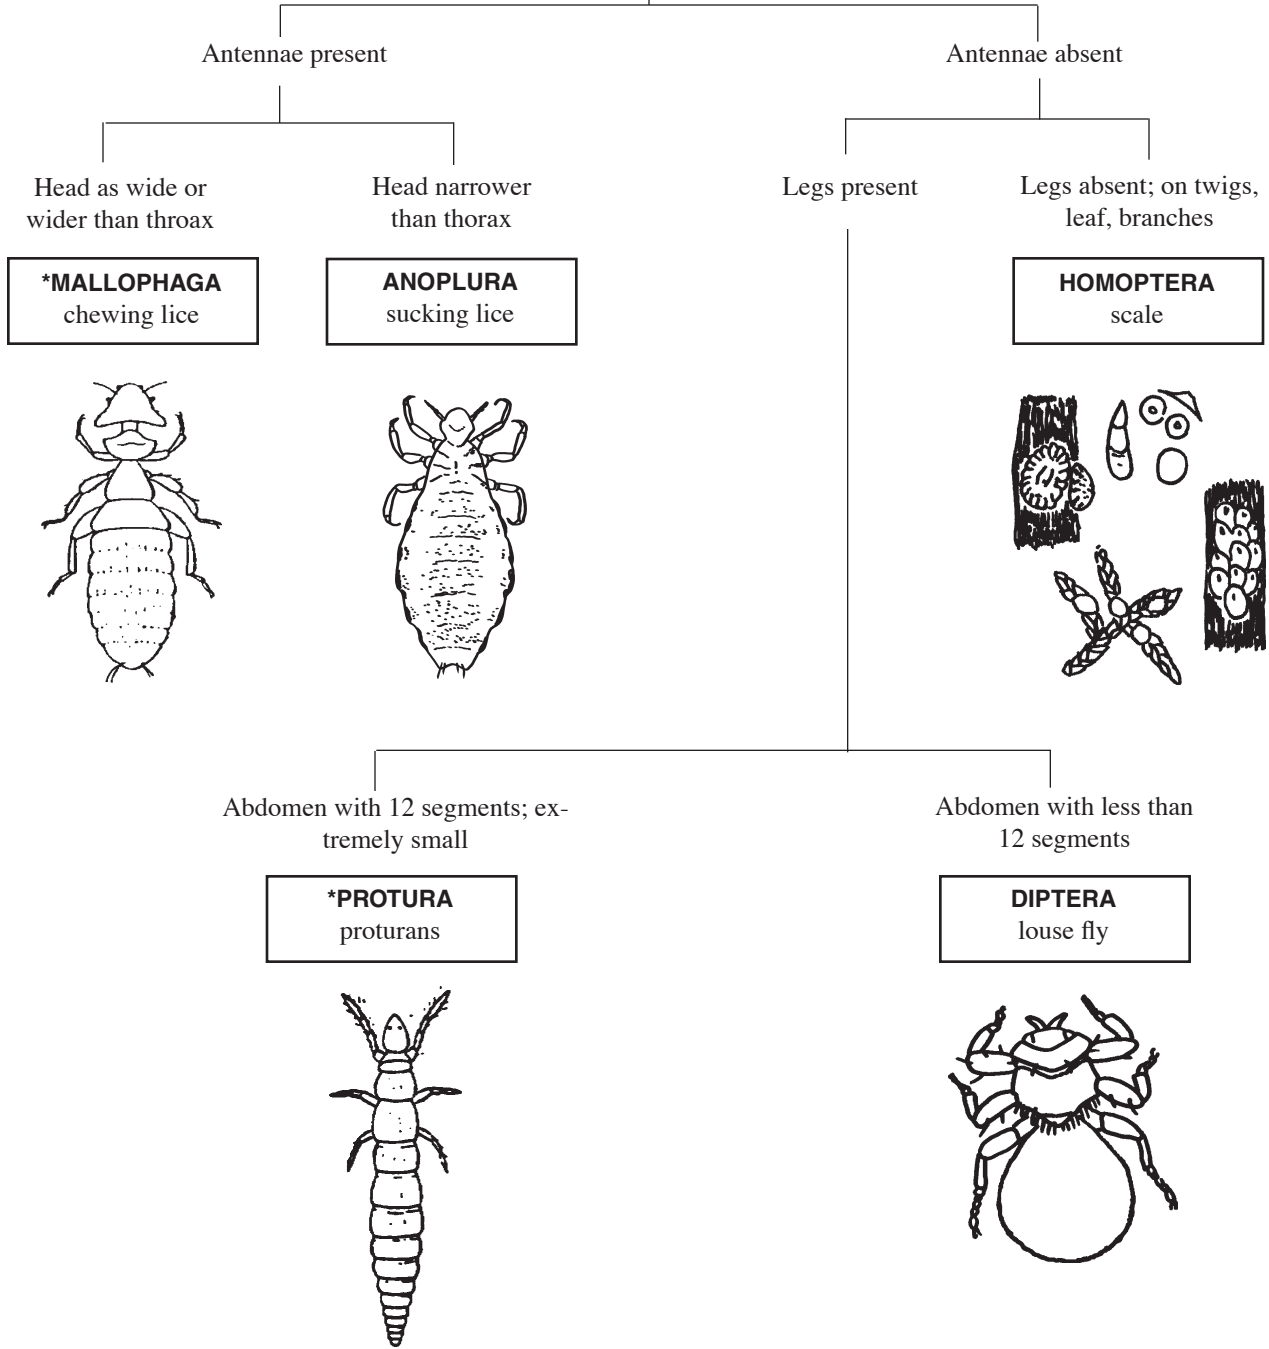 Antennae present
Antennae absent
Head as wide or
wider than throax
Head narrower
than thorax
Legs present
Legs absent; on twigs,
leaf, branches
*MALLOPHAGA
chewing lice
ANOPLURA
sucking lice
HOMOPTERA
scale
Abdomen with 12 segments; ex-
tremely small
Abdomen with less than
12 segments
*PROTURA
proturans
DIPTERA
louse fly